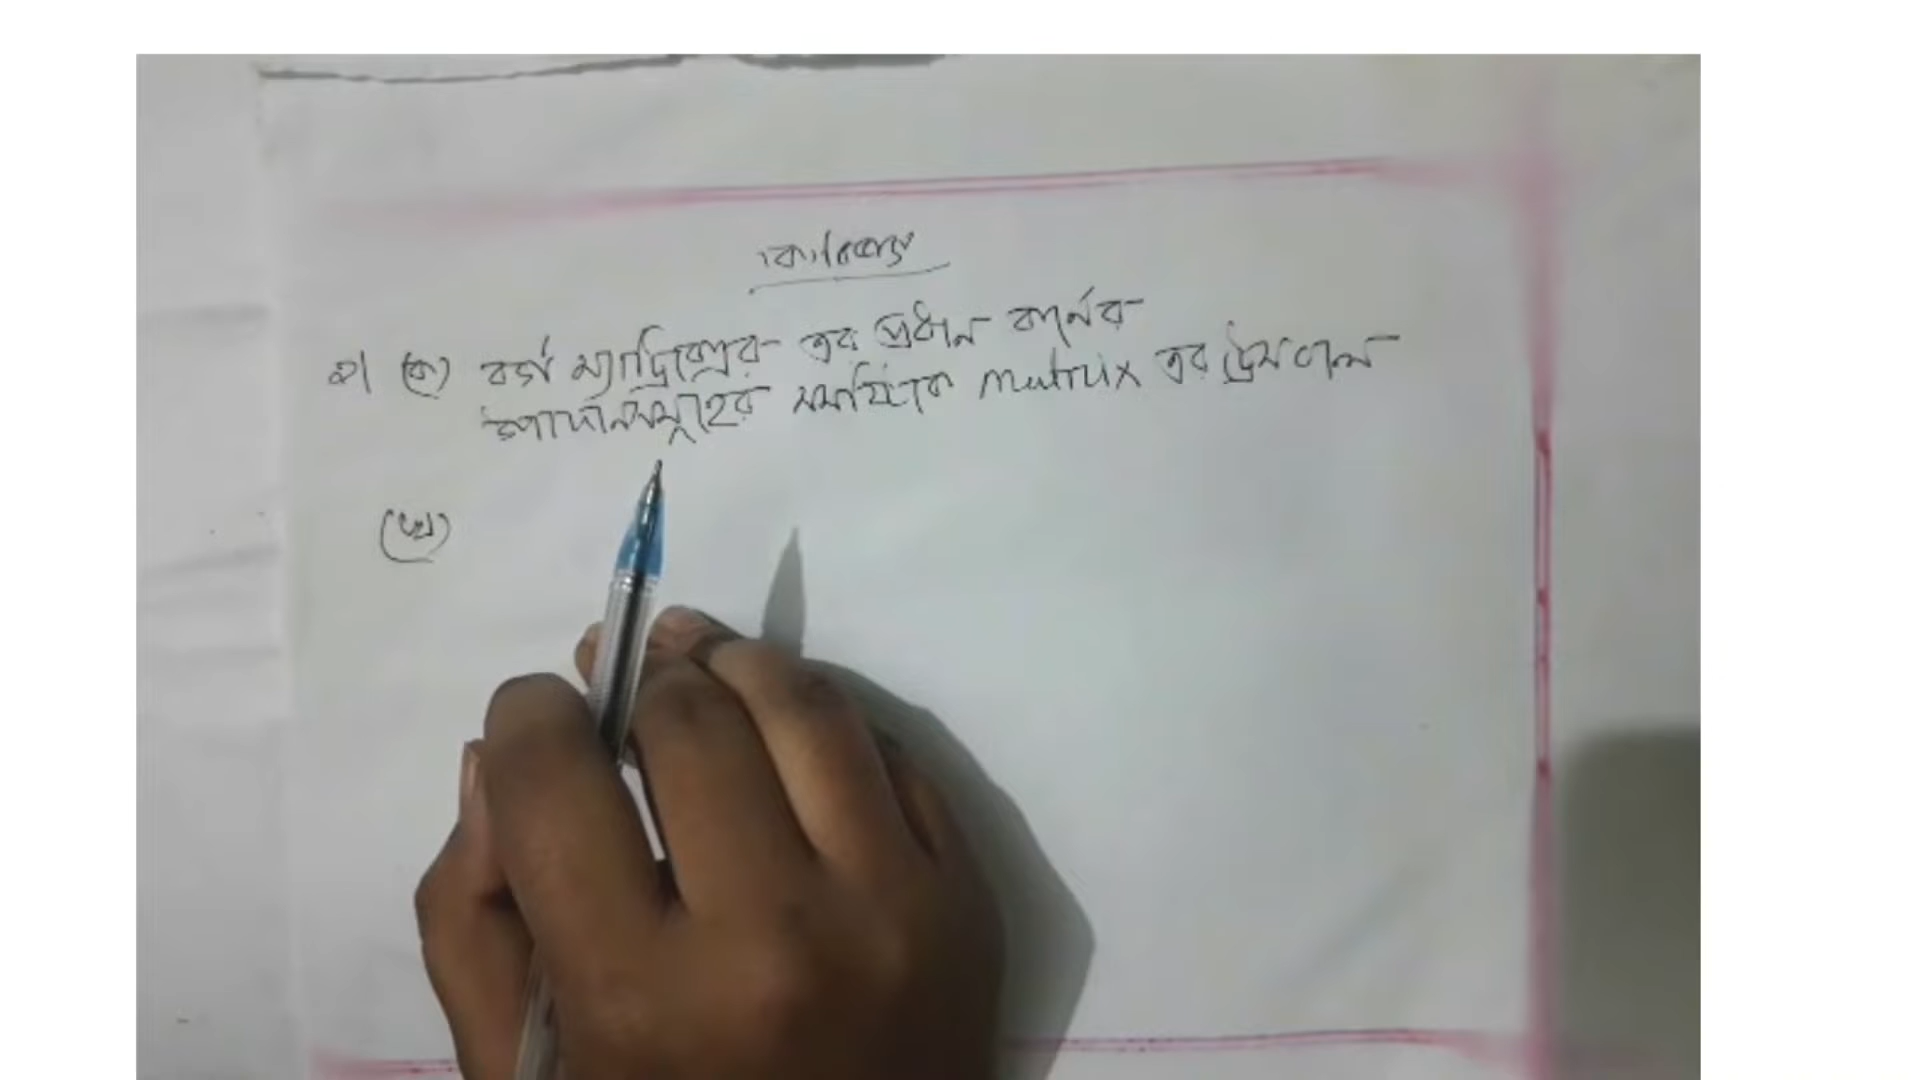 ২। (ক) বর্গ ম্যাট্রিক্সের এর প্রধান কর্নের
উপাদানসমূহের সমষ্টিকে Matrix এর ট্রেস বলে
(খ)